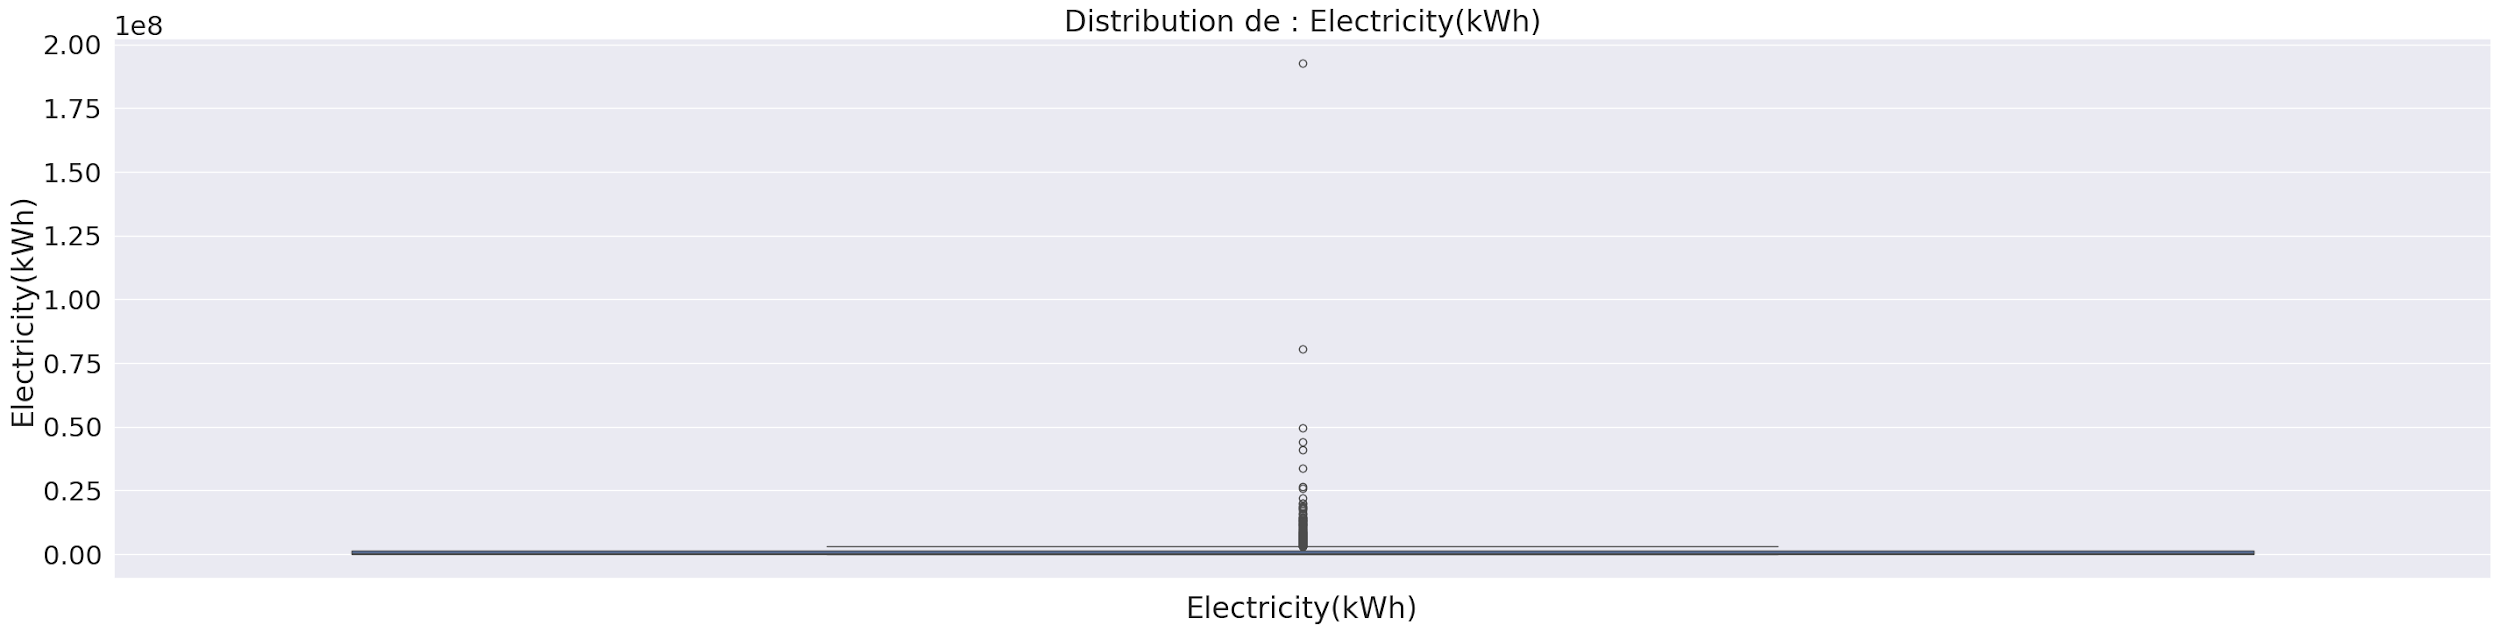 Distribution de : Electricity(kWh)
1e8
2.00
1.75
1.50
1.25
1.00
0.75
0.50
0.25
0.00
Electricity(kWh)
Electricity(kWh)